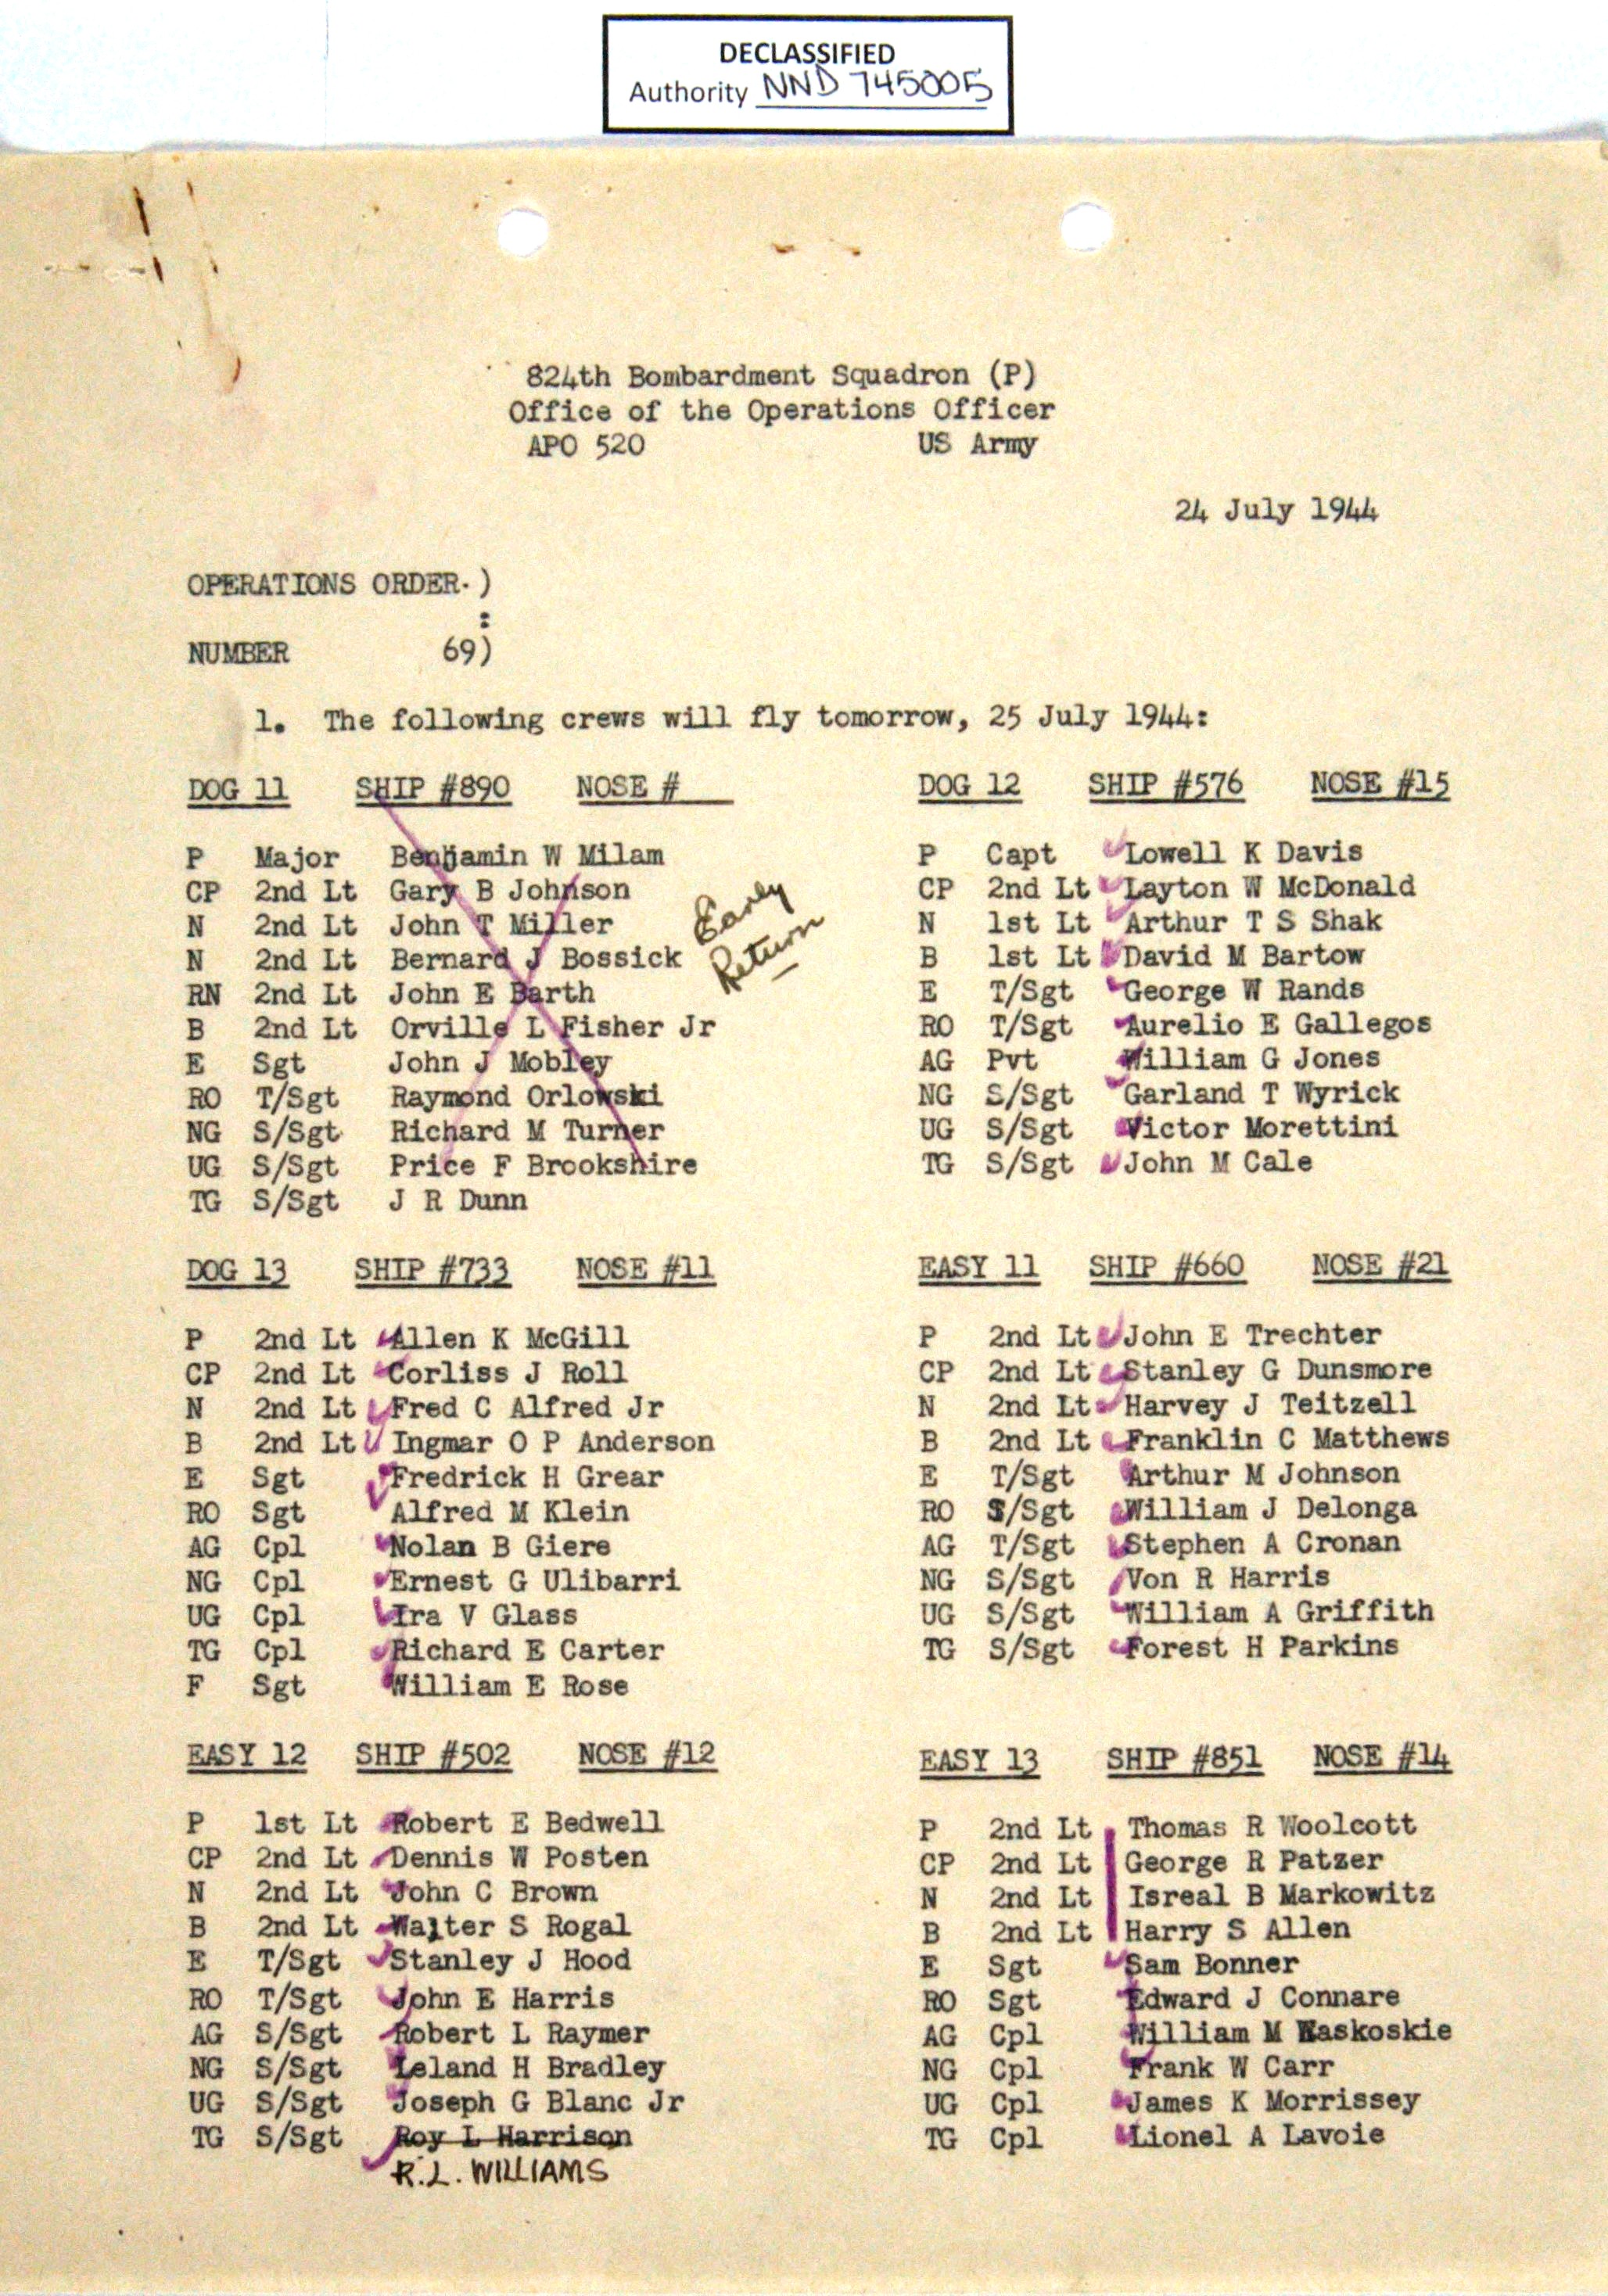 DECLASSIFIED
Authority NND 745005
824th Bombardment Squadron (P)
Office of the Operations Officer
APO 520 US Army
24 July 1944
OPERATIONS ORDER. )
:
NUMBER 69)
1. The following crews will fly tomorrow, 25 July 1944:
DOG 11 SHIP #890 NOSE #
P Major Benjamin W Milam
CP 2nd Lt Gary B Johnson
N 2nd Lt John T Miller
N 2nd Lt Bernard J Bossick
RN 2nd Lt John E Barth
B 2nd Lt Orville L Fisher Jr
E Sgt John J Mobley
RO T/Sgt Raymond Orlowski
NG S/Sgt Richard M Turner
UG S/Sgt Price F Brookshire
TG S/Sgt J R Dunn
Early
Return
DOG 12 SHIP #576 NOSE #15
P Capt Lowell K Davis
CP 2nd Lt Layton W McDonald
N 1st Lt Arthur T S Shak
B 1st Lt David M Bartow
E T/Sgt George W Rands
RO T/Sgt Aurelio E Gallegos
AG Pvt William G Jones
NG S/Sgt Garland T Wyrick
UG S/Sgt Victor Morettini
TG S/Sgt John M Cale
DOG 13 SHIP #733 NOSE #11
P 2nd Lt Allen K McGill
CP 2nd Lt Corliss J Roll
N 2nd Lt Fred C Alfred Jr
B 2nd Lt Ingmar O P Anderson
E Sgt Fredrick H Grear
RO Sgt Alfred M Klein
AG Cpl Nolan B Giere
NG Cpl Ernest G Ulibarri
UG Cpl Ira V Glass
TG Cpl Richard E Carter
F Sgt William E Rose
EASY 11 SHIP #660 NOSE #21
P 2nd Lt John E Trechter
CP 2nd Lt Stanley G Dunsmore
N 2nd Lt Harvey J Teitzell
B 2nd Lt Franklin C Matthews
E T/Sgt Arthur M Johnson
RO S/Sgt William J Delonga
AG T/Sgt Stephen A Cronan
NG S/Sgt Von R Harris
UG S/Sgt William A Griffith
TG S/Sgt Forest H Parkins
EASY 12 SHIP #502 NOSE #12
P 1st Lt Robert E Bedwell
CP 2nd Lt Dennis W Posten
N 2nd Lt John C Brown
B 2nd Lt Walter S Rogal
E T/Sgt Stanley J Hood
RO T/Sgt John E Harris
AG S/Sgt Robert L Raymer
NG S/Sgt Leland H Bradley
UG S/Sgt Joseph G Blanc Jr
TG S/Sgt Roy L Harrison
R.L. WILLIAMS
EASY 13 SHIP #851 NOSE #14
P 2nd Lt Thomas R Woolcott
CP 2nd Lt George R Patzer
N 2nd Lt Isreal B Markowitz
B 2nd Lt Harry S Allen
E Sgt Sam Bonner
RO Sgt Edward J Connare
AG Cpl William M
NG Cpl Frank W Carr
UG Cpl James K Morrissey
TG Cpl Lionel A Lavoie